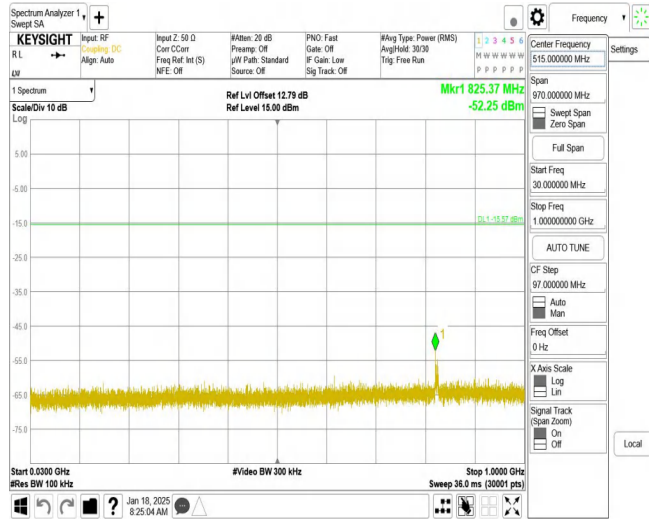 Spectrum Analyzer 1
Swept SA
+
Frequency
KEYSIGHT
RL
Input: RF
Coupling: DC
Align: Auto
Input Z: 50 Ω
Corr CCorr
Freq Ref: Int (S)
NFE: Off
#Atten: 20 dB
Preamp: Off
µW Path: Standard
Source: Off
PNO: Fast
Gate: Off
IF Gain: Low
Sig Track: Off
#Avg Type: Power (RMS)
Avg|Hold: 30/30
Trig: Free Run
1 2 3 4 5 6
M W W W W W
P P P P P P
1 Spectrum
Scale/Div 10 dB
Log
Ref Lvl Offset 12.79 dB
Ref Level 15.00 dBm
Mkr1 825.37 MHz
-52.25 dBm
5.00
-5.00
-15.0
DL1 -15.57 dBm
-25.0
-35.0
-45.0
1
-55.0
-65.0
-75.0
Start 0.0300 GHz
#Res BW 100 kHz
#Video BW 300 kHz
Stop 1.0000 GHz
Sweep 36.0 ms (30001 pts)
Center Frequency
515.000000 MHz
Settings
Span
970.000000 MHz
Swept Span
Zero Span
Full Span
Start Freq
30.000000 MHz
Stop Freq
1.000000000 GHz
AUTO TUNE
CF Step
97.000000 MHz
Auto
Man
Freq Offset
0 Hz
X Axis Scale
Log
Lin
Signal Track
(Span Zoom)
On
Off
Local
?
Jan 18, 2025
8:25:04 AM